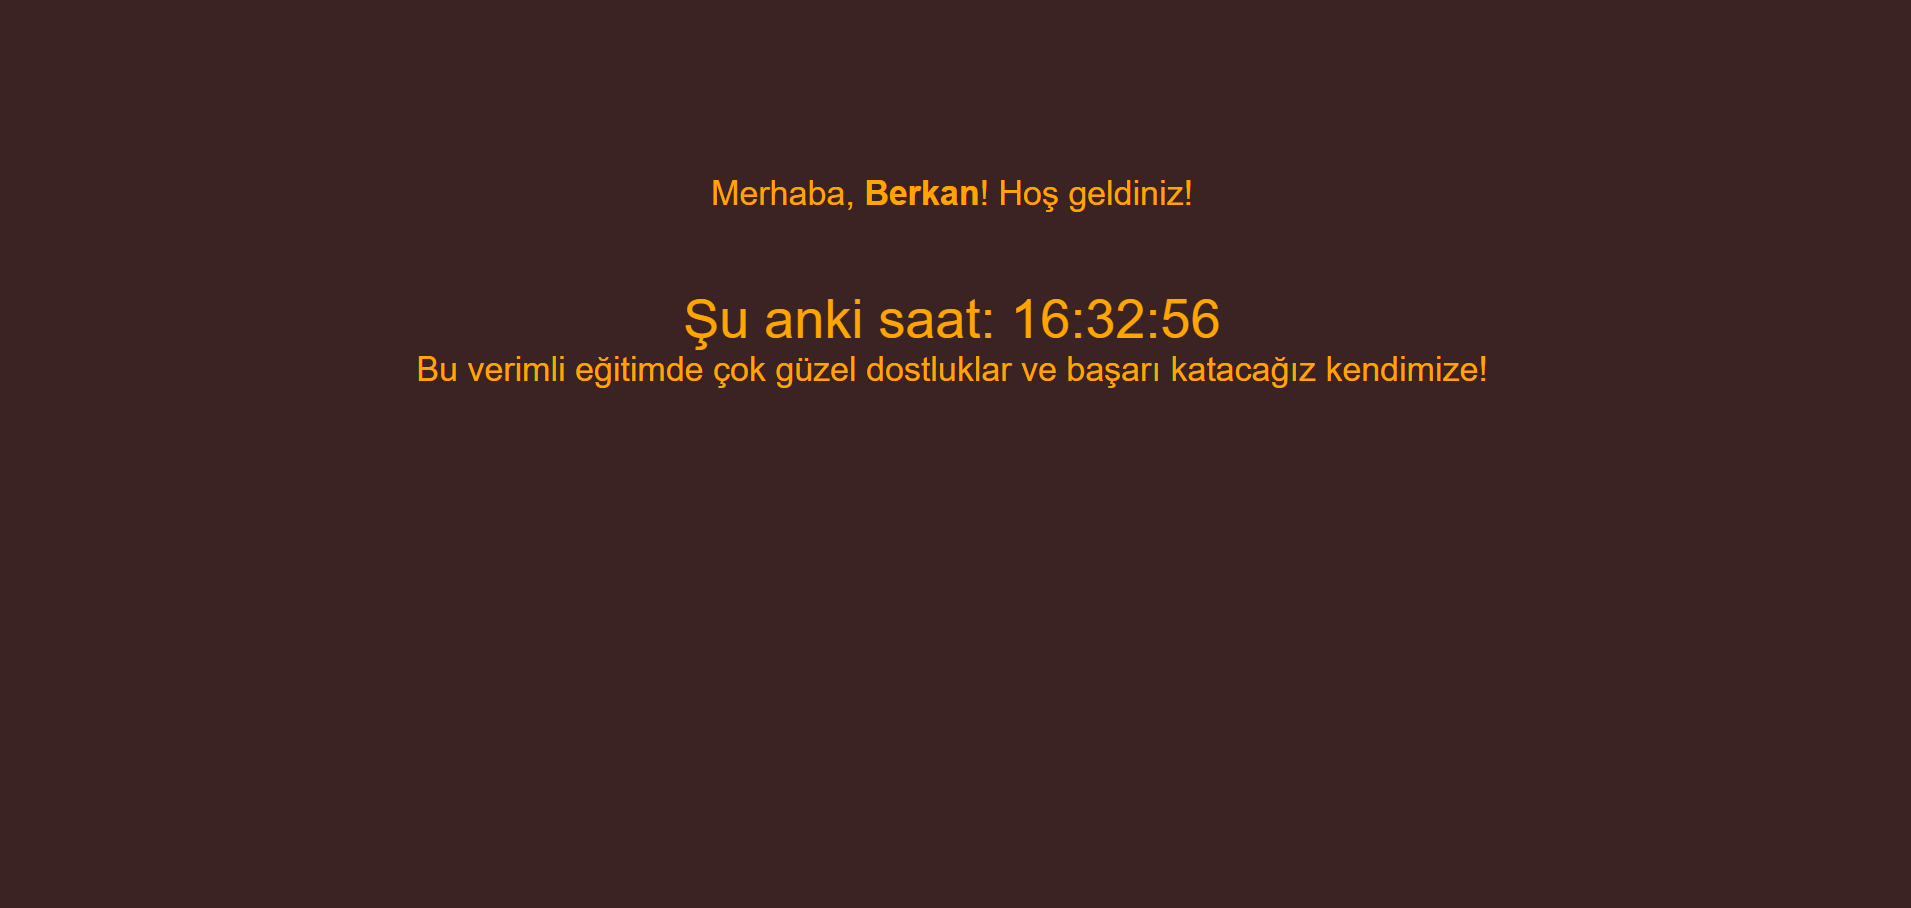 Merhaba, Berkan! Hoş geldiniz!
Şu anki saat: 16:32:56
Bu verimli eğitimde çok güzel dostluklar ve başarı katacağız kendimize!